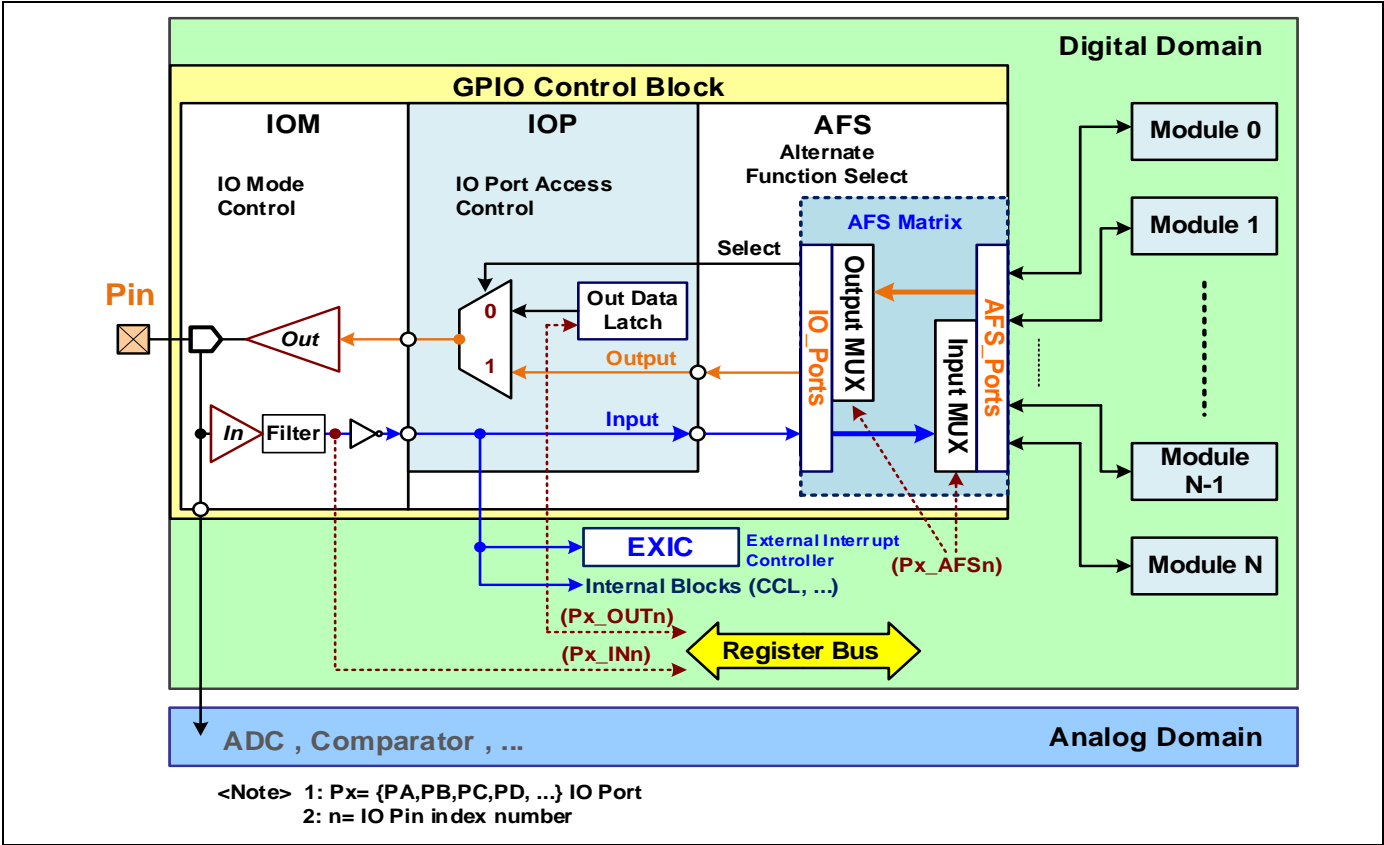 Digital Domain
GPIO Control Block
IOM
IO Mode
Control
IOP
IO Port Access
Control
AFS
Alternate
Function Select
AFS Matrix
Select
Pin
Out
0
1
Out Data
Latch
Output
Input
In
Filter
IO_Ports
Output MUX
Input MUX
AFS_Ports
Module 0
Module 1
Module
N-1
Module N
EXIC
External Interrupt
Controller
Internal Blocks (CCL, ...)
(Px_AFSn)
(Px_OUTn)
(Px_INn)
Register Bus
ADC , Comparator , ...
Analog Domain
<Note> 1: Px= {PA,PB,PC,PD, ...} IO Port
2: n= IO Pin index number